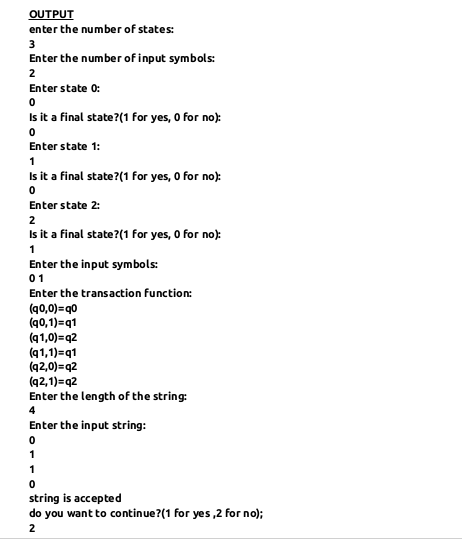 OUTPUT
enter the number of states:
3
Enter the number of input symbols:
2
Enter state 0:
0
Is it a final state?(1 for yes, 0 for no):
0
Enter state 1:
1
Is it a final state?(1 for yes, 0 for no):
0
Enter state 2:
2
Is it a final state?(1 for yes, 0 for no):
1
Enter the input symbols:
0 1
Enter the transaction function:
(q0,0)=q0
(q0,1)=q1
(q1,0)=q2
(q1,1)=q1
(q2,0)=q2
(q2,1)=q2
Enter the length of the string:
4
Enter the input string:
0
1
1
0
string is accepted
do you want to continue?(1 for yes ,2 for no);
2